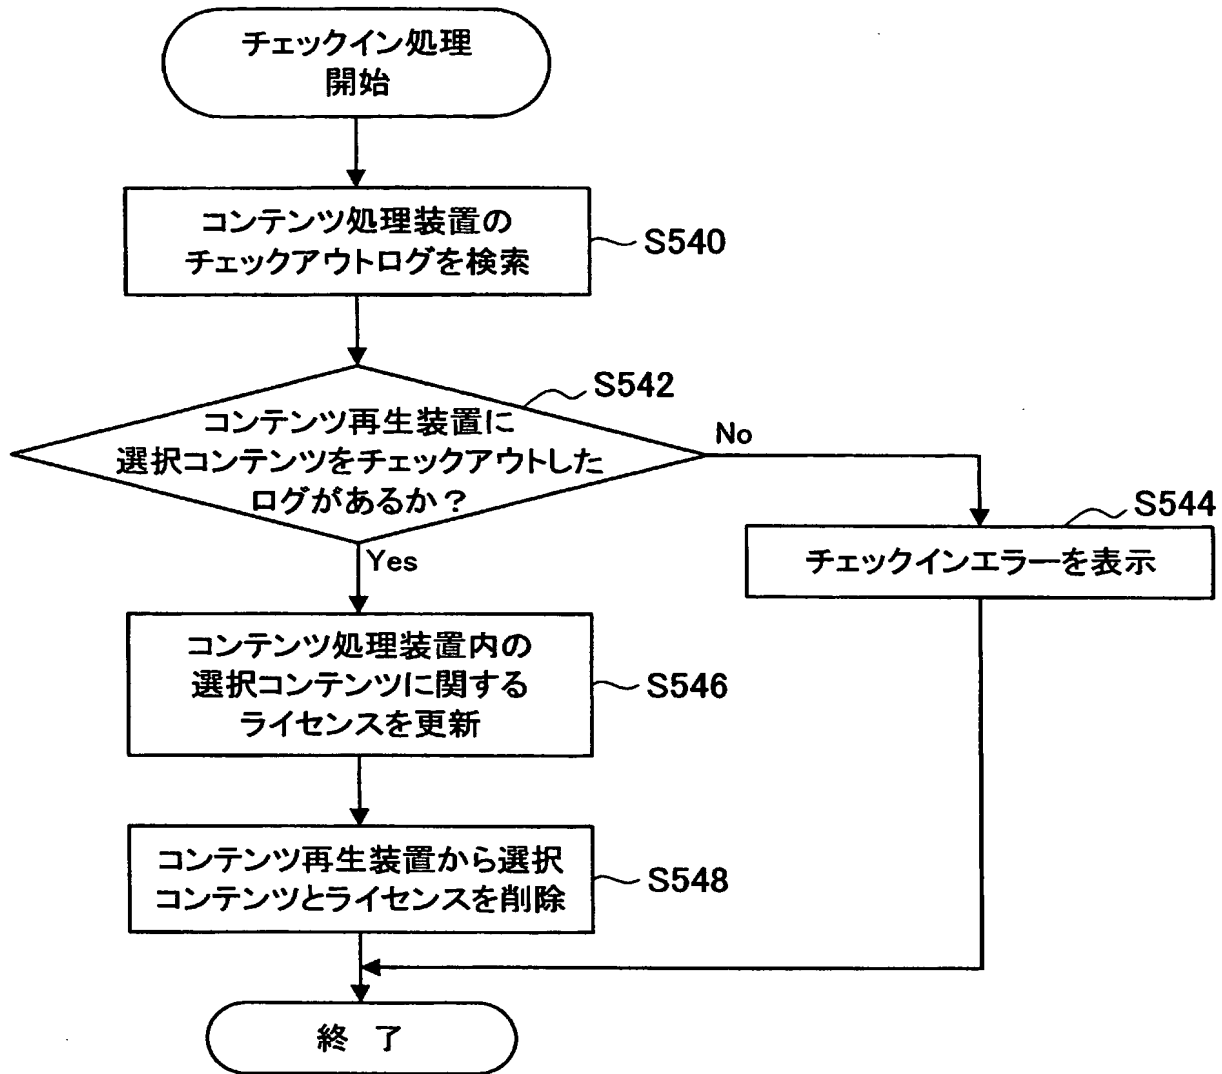 チェックイン処理
開始
コンテンツ処理装置の
チェックアウトログを検索
S540
S542
コンテンツ再生装置に
選択コンテンツをチェックアウトした
ログがあるか？
No
Yes
S544
チェックインエラーを表示
コンテンツ処理装置内の
選択コンテンツに関する
ライセンスを更新
S546
コンテンツ再生装置から選択
コンテンツとライセンスを削除
S548
終 了